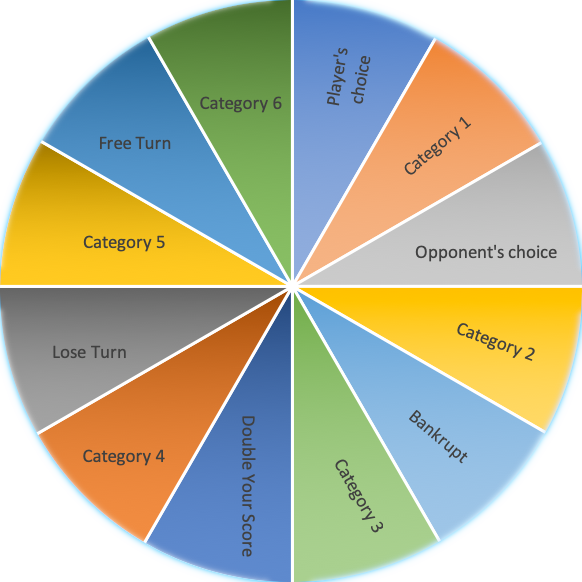 Player's
choice
Category 1
Opponent's choice
Category 2
Bankrupt
Category 3
Double Your Score
Category 4
Lose Turn
Category 5
Free Turn
Category 6